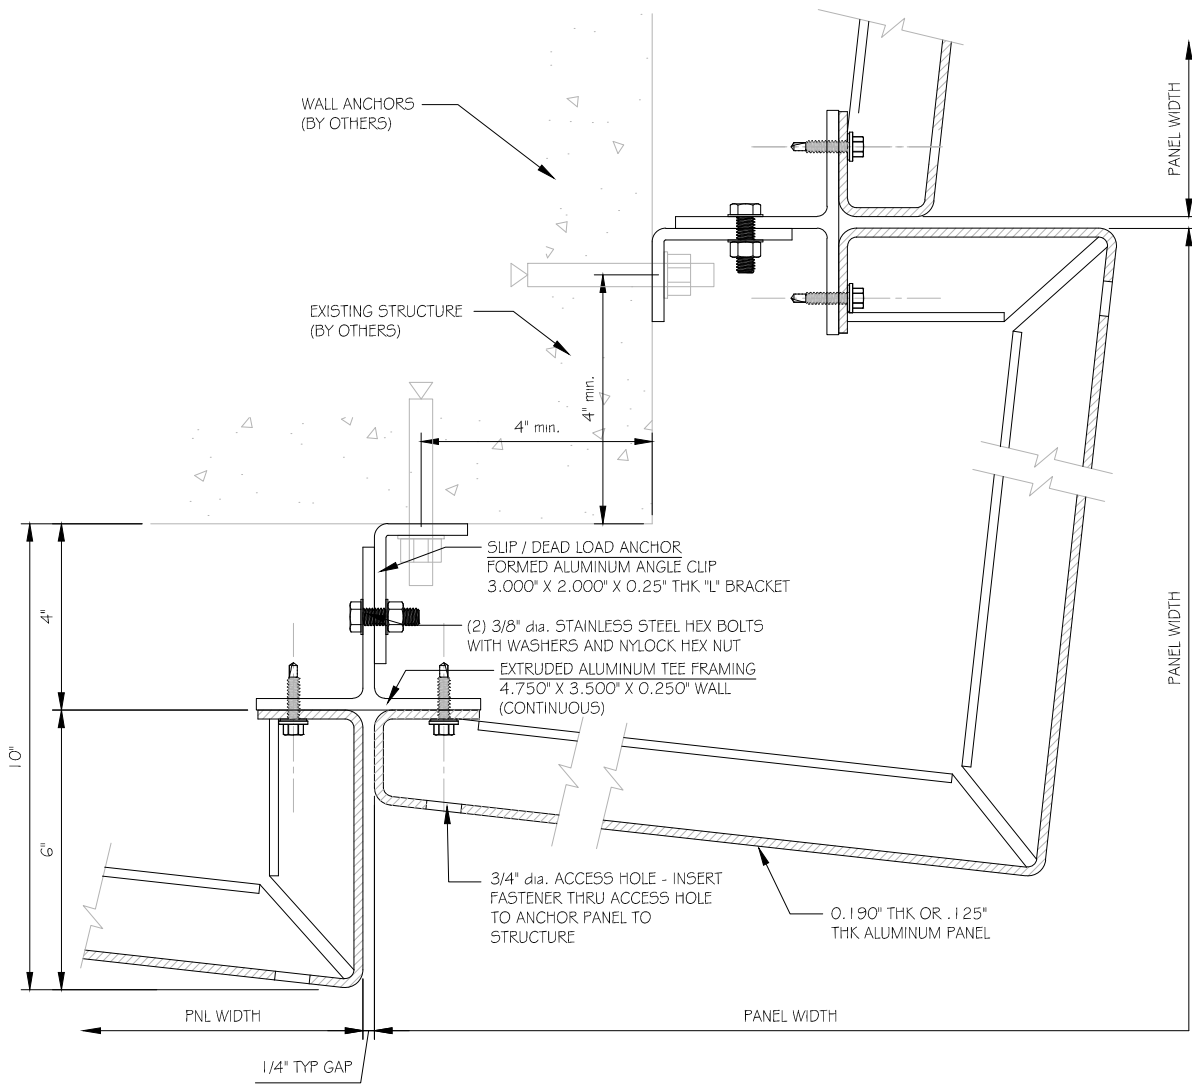 WALL ANCHORS
(BY OTHERS)
PANEL WIDTH
EXISTING STRUCTURE
(BY OTHERS)
4" min.
4" min.
SLIP / DEAD LOAD ANCHOR
FORMED ALUMINUM ANGLE CLIP
3.000" X 2.000" X 0.25" THK "L" BRACKET
4"
(2) 3/8" dia. STAINLESS STEEL HEX BOLTS
WITH WASHERS AND NYLOCK HEX NUT
PANEL WIDTH
EXTRUDED ALUMINUM TEE FRAMING
4.750" X 3.500" X 0.250" WALL
(CONTINUOUS)
10"
6"
3/4" dia. ACCESS HOLE - INSERT
FASTENER THRU ACCESS HOLE
TO ANCHOR PANEL TO
STRUCTURE
0.190" THK OR .125"
THK ALUMINUM PANEL
PNL WIDTH
PANEL WIDTH
1/4" TYP GAP